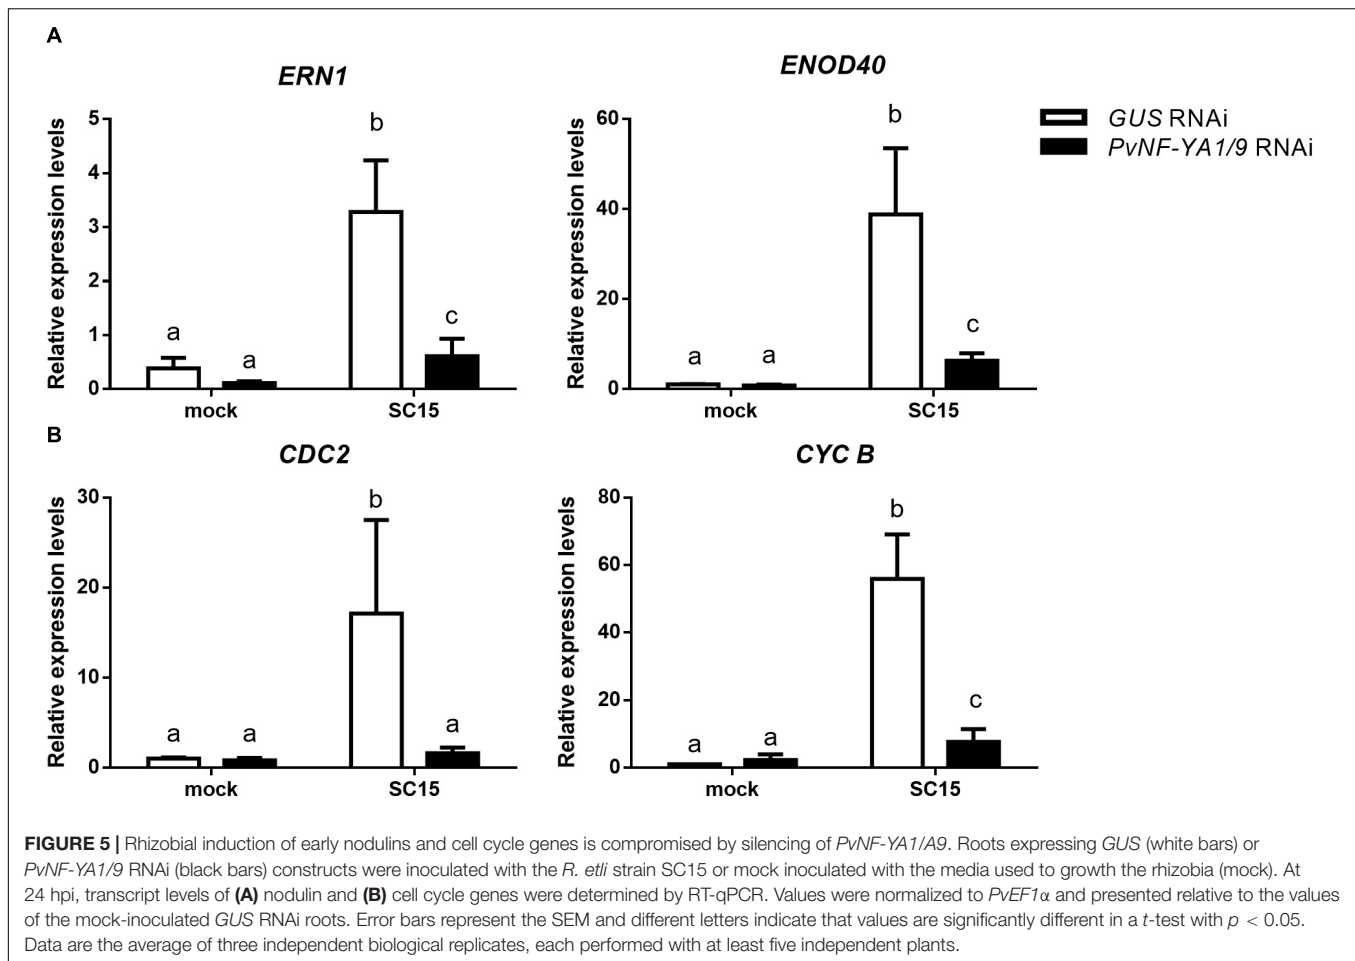 A
ERN1
Relative expression levels
5
4
3
2
1
0
a
a
b
c
mock
SC15
ENOD40
Relative expression levels
60
40
20
0
a
a
b
c
mock
SC15
GUS RNAi
PvNF-YA1/9 RNAi
B
CDC2
Relative expression levels
30
20
10
0
a
a
b
a
mock
SC15
CYC B
Relative expression levels
80
60
40
20
0
a
a
b
c
mock
SC15
FIGURE 5 | Rhizobial induction of early nodulins and cell cycle genes is compromised by silencing of PvNF-YA1/A9. Roots expressing GUS (white bars) or
PvNF-YA1/9 RNAi (black bars) constructs were inoculated with the R. etli strain SC15 or mock inoculated with the media used to growth the rhizobia (mock). At
24 hpi, transcript levels of (A) nodulin and (B) cell cycle genes were determined by RT-qPCR. Values were normalized to PvEF1α and presented relative to the values
of the mock-inoculated GUS RNAi roots. Error bars represent the SEM and different letters indicate that values are significantly different in a t-test with p < 0.05.
Data are the average of three independent biological replicates, each performed with at least five independent plants.